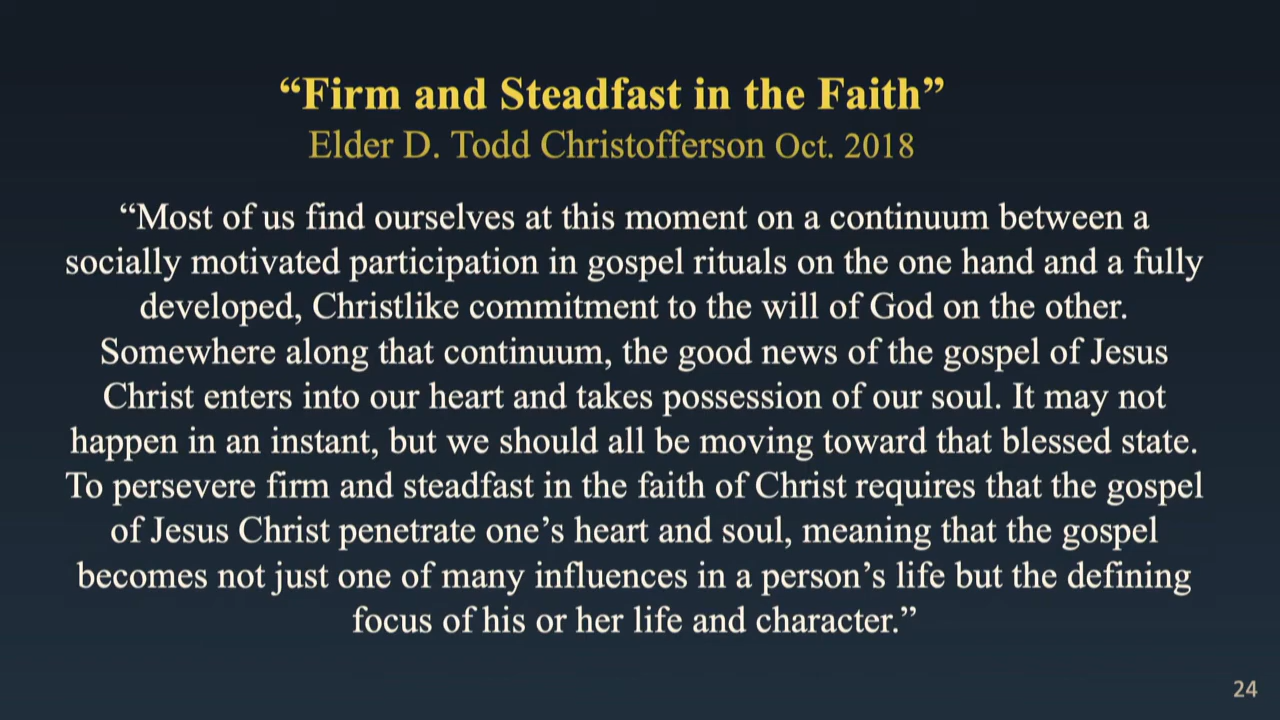 “Firm and Steadfast in the Faith”
Elder D. Todd Christofferson Oct. 2018
“Most of us find ourselves at this moment on a continuum between a
socially motivated participation in gospel rituals on the one hand and a fully
developed, Christlike commitment to the will of God on the other.
Somewhere along that continuum, the good news of the gospel of Jesus
Christ enters into our heart and takes possession of our soul. It may not
happen in an instant, but we should all be moving toward that blessed state.
To persevere firm and steadfast in the faith of Christ requires that the gospel
of Jesus Christ penetrate one’s heart and soul, meaning that the gospel
becomes not just one of many influences in a person’s life but the defining
focus of his or her life and character.”
24